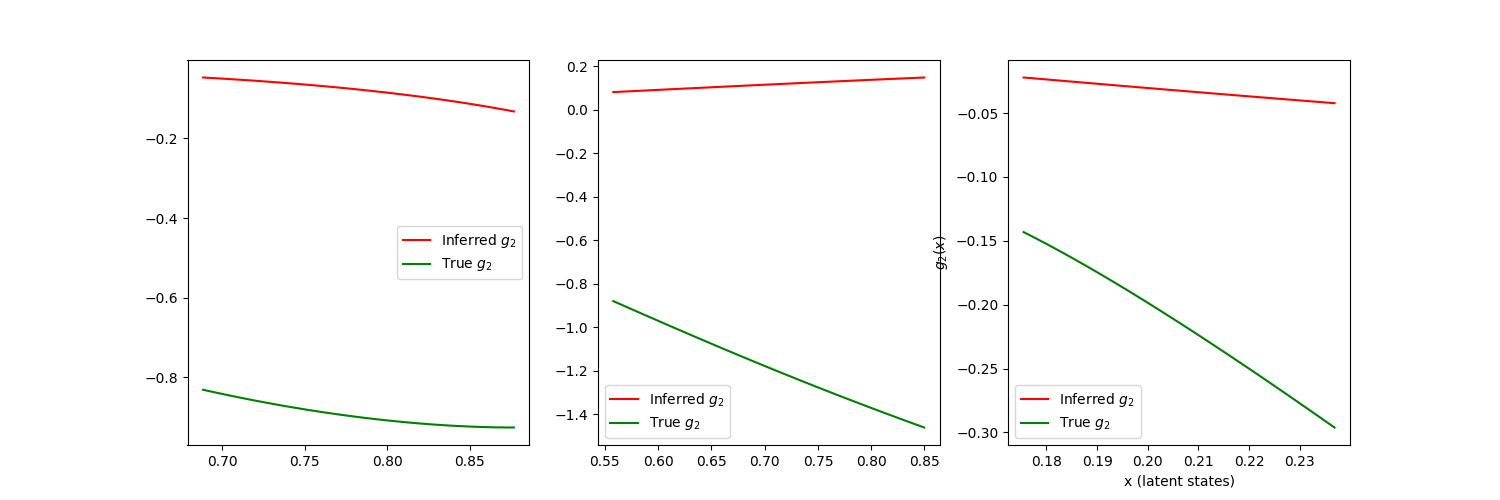 −0.2
−0.4
−0.6
−0.8
0.70 0.75 0.80 0.85
Inferred g₂
True g₂
0.2
0.0
−0.2
−0.4
−0.6
−0.8
−1.0
−1.2
−1.4
0.55 0.60 0.65 0.70 0.75 0.80 0.85
Inferred g₂
True g₂
g₂(x)
−0.05
−0.10
−0.15
−0.20
−0.25
−0.30
0.18 0.19 0.20 0.21 0.22 0.23
x (latent states)
Inferred g₂
True g₂